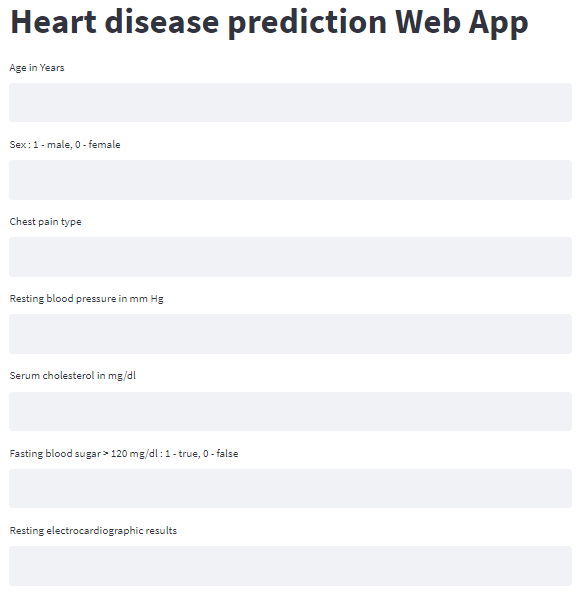 Heart disease prediction Web App
Age in Years
Sex : 1 - male, 0 - female
Chest pain type
Resting blood pressure in mm Hg
Serum cholesterol in mg/dl
Fasting blood sugar > 120 mg/dl : 1 - true, 0 - false
Resting electrocardiographic results